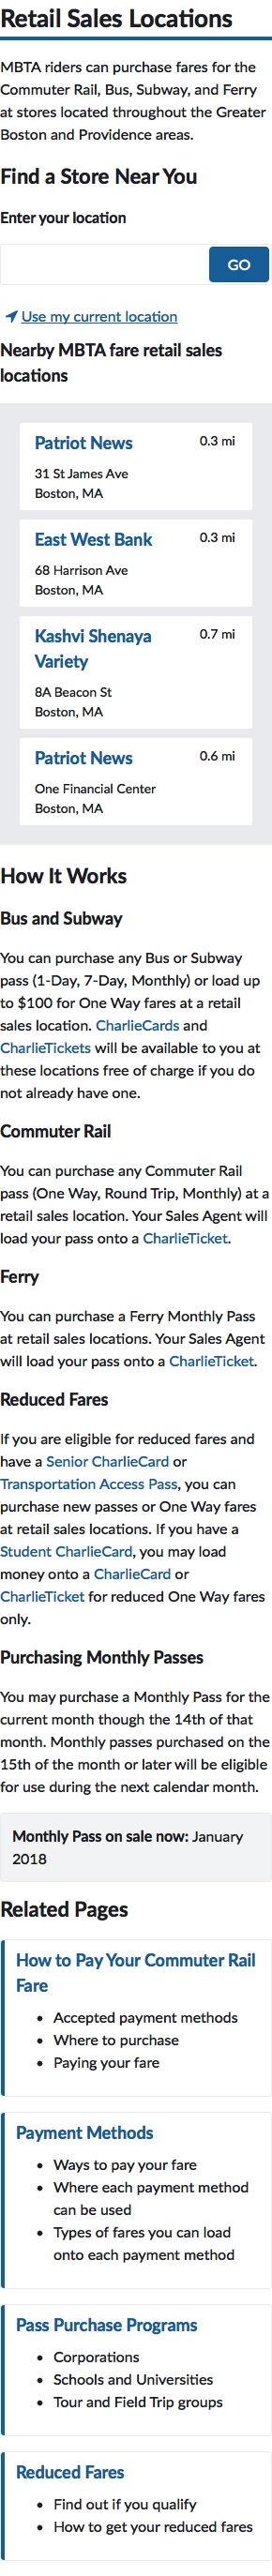 Retail Sales Locations
MBTA riders can purchase fares for the
Commuter Rail, Bus, Subway, and Ferry
at stores located throughout the Greater
Boston and Providence areas.
Find a Store Near You
Enter your location
GO
Use my current location
Nearby MBTA fare retail sales
locations
Patriot News 0.3 mi
31 St James Ave
Boston, MA
East West Bank 0.3 mi
68 Harrison Ave
Boston, MA
Kashvi Shenaya 0.7 mi
Variety
8A Beacon St
Boston, MA
Patriot News 0.6 mi
One Financial Center
Boston, MA
How It Works
Bus and Subway
You can purchase any Bus or Subway
pass (1-Day, 7-Day, Monthly) or load up
to $100 for One Way fares at a retail
sales location. CharlieCards and
CharlieTickets will be available to you at
these locations free of charge if you do
not already have one.
Commuter Rail
You can purchase any Commuter Rail
pass (One Way, Round Trip, Monthly) at a
retail sales location. Your Sales Agent will
load your pass onto a CharlieTicket.
Ferry
You can purchase a Ferry Monthly Pass
at retail sales locations. Your Sales Agent
will load your pass onto a CharlieTicket.
Reduced Fares
If you are eligible for reduced fares and
have a Senior CharlieCard or
Transportation Access Pass, you can
purchase new passes or One Way fares
at retail sales locations. If you have a
Student CharlieCard, you may load
money onto a CharlieCard or
CharlieTicket for reduced One Way fares
only.
Purchasing Monthly Passes
You may purchase a Monthly Pass for the
current month though the 14th of that
month. Monthly passes purchased on the
15th of the month or later will be eligible
for use during the next calendar month.
Monthly Pass on sale now: January
2018
Related Pages
How to Pay Your Commuter Rail
Fare
• Accepted payment methods
• Where to purchase
• Paying your fare
Payment Methods
• Ways to pay your fare
• Where each payment method
can be used
• Types of fares you can load
onto each payment method
Pass Purchase Programs
• Corporations
• Schools and Universities
• Tour and Field Trip groups
Reduced Fares
• Find out if you qualify
• How to get your reduced fares